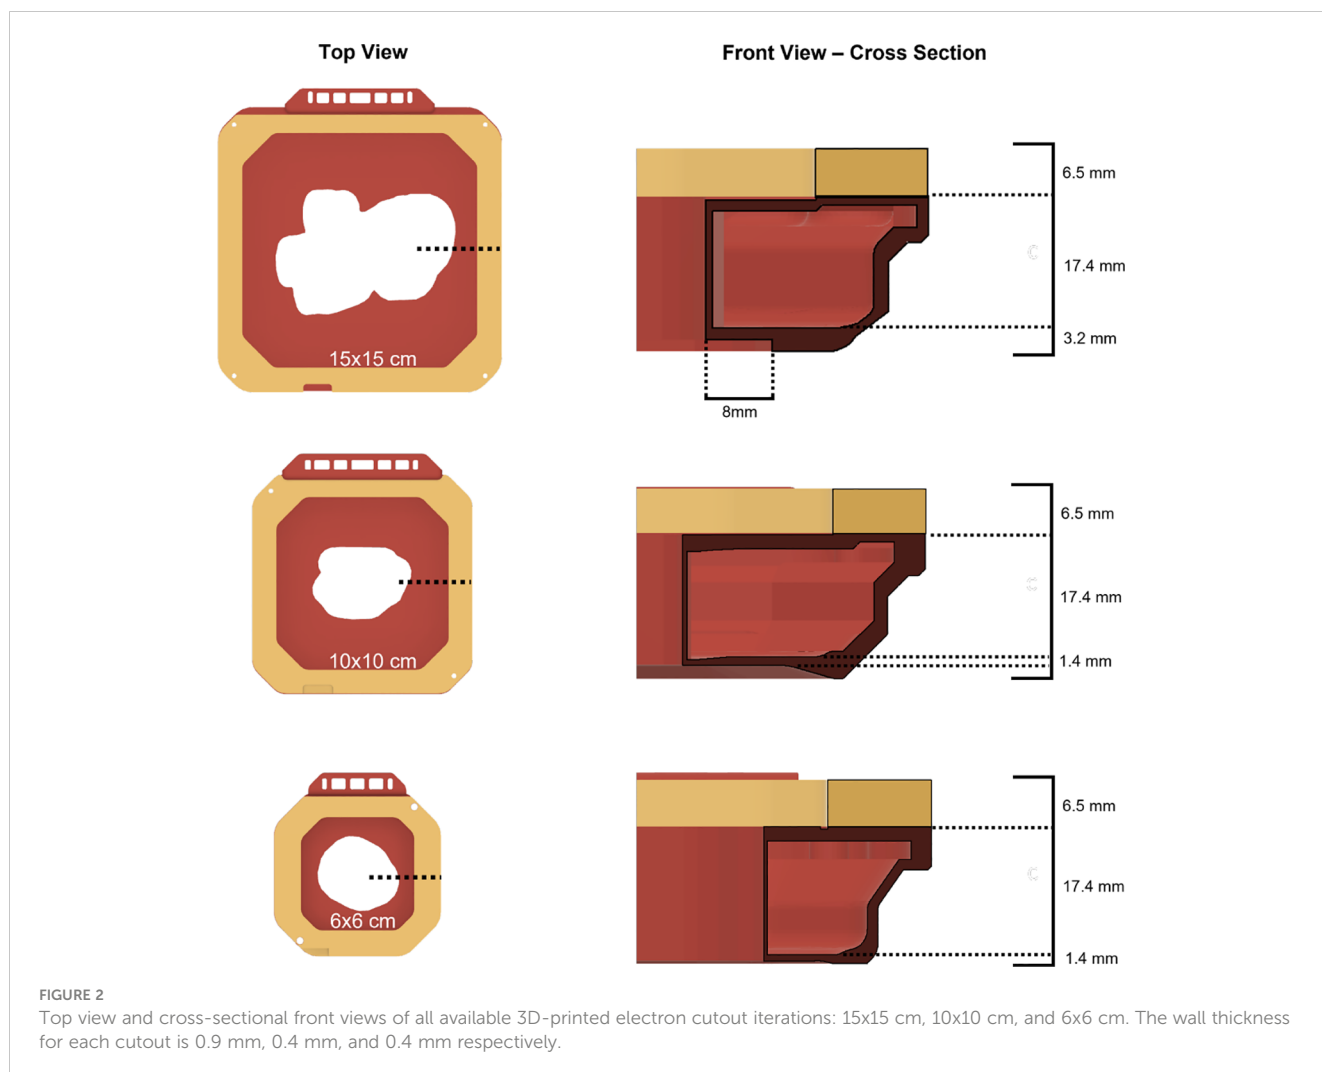 Top View
Front View – Cross Section
15x15 cm
6.5 mm
17.4 mm
3.2 mm
8mm
10x10 cm
6.5 mm
17.4 mm
1.4 mm
6x6 cm
6.5 mm
17.4 mm
1.4 mm
FIGURE 2
Top view and cross-sectional front views of all available 3D-printed electron cutout iterations: 15x15 cm, 10x10 cm, and 6x6 cm. The wall thickness
for each cutout is 0.9 mm, 0.4 mm, and 0.4 mm respectively.